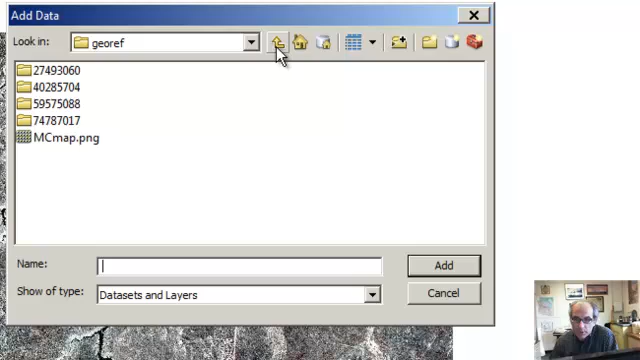 Add Data
Look in: georef
27493060
40285704
59575088
74787017
MCmap.png
Name: Add
Show of type: Datasets and Layers Cancel